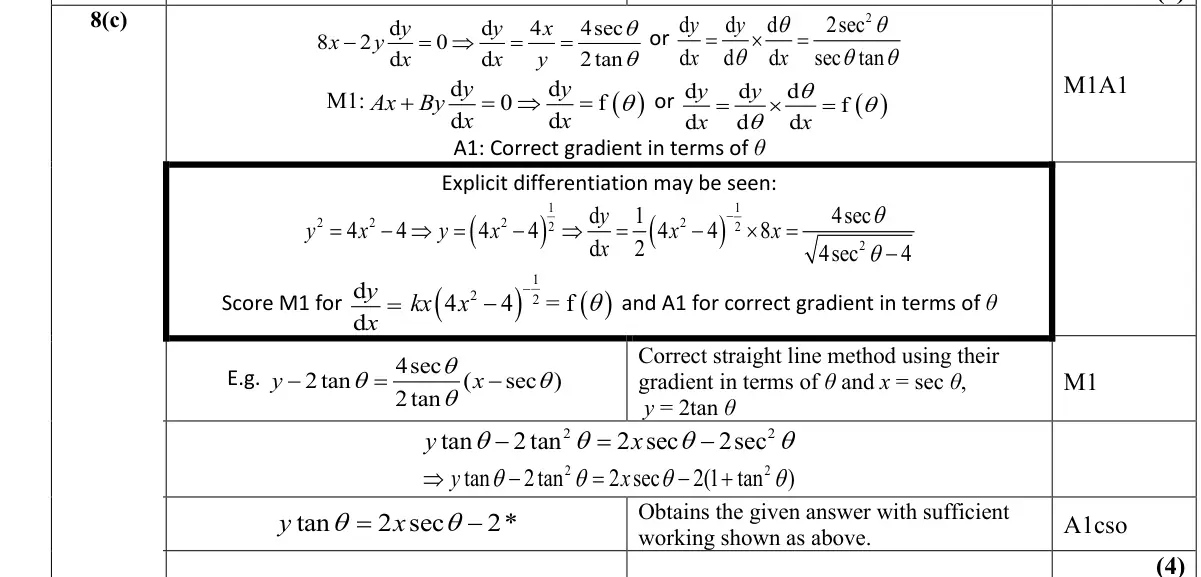 8(c)
8x − 2y dy/dx = 0 ⇒ dy/dx = 4x/y = 4secθ/2tanθ or dy/dx = dy/dθ × dθ/dx = 2sec²θ/secθtanθ
M1: Ax + By dy/dx = 0 ⇒ dy/dx = f(θ) or dy/dx = dy/dθ × dθ/dx = f(θ)
A1: Correct gradient in terms of θ
M1A1
Explicit differentiation may be seen:
y² = 4x² − 4 ⇒ y = (4x² − 4)^(1/2) ⇒ dy/dx = 1/2 (4x² − 4)^(−1/2) × 8x = 4secθ/√(4sec²θ − 4)
Score M1 for dy/dx = kx(4x² − 4)^(−1/2) = f(θ) and A1 for correct gradient in terms of θ
E.g. y − 2tanθ = 4secθ/2tanθ (x − secθ)
Correct straight line method using their
gradient in terms of θ and x = sec θ,
y = 2tan θ
M1
y tanθ − 2tan²θ = 2x secθ − 2sec²θ
⇒ y tanθ − 2tan²θ = 2x secθ − 2(1 + tan²θ)
y tanθ = 2x secθ − 2 *
Obtains the given answer with sufficient
working shown as above.
A1cso
(4)